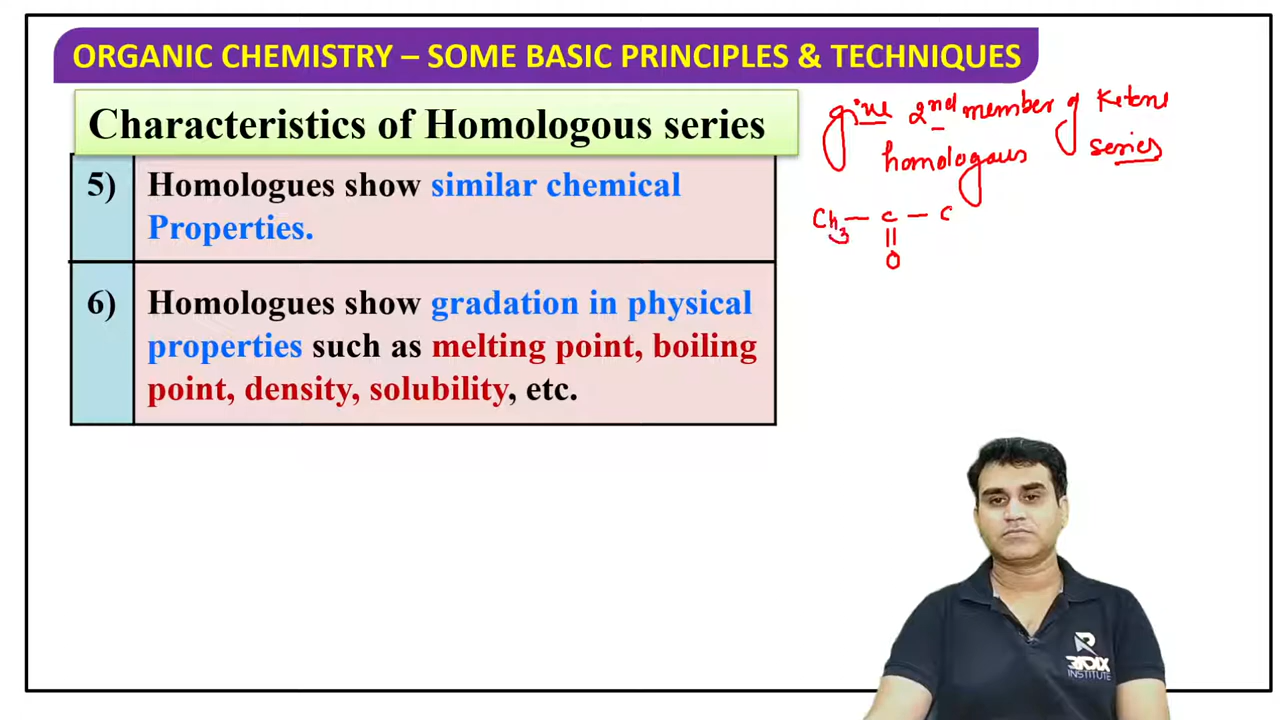 ORGANIC CHEMISTRY – SOME BASIC PRINCIPLES & TECHNIQUES
Characteristics of Homologous series
5) Homologues show similar chemical
Properties.
6) Homologues show gradation in physical
properties such as melting point, boiling
point, density, solubility, etc.
give 2nd member of Ketone
homologous series
Ch3 — C — C
||
O
R
RADIX
INSTITUTE